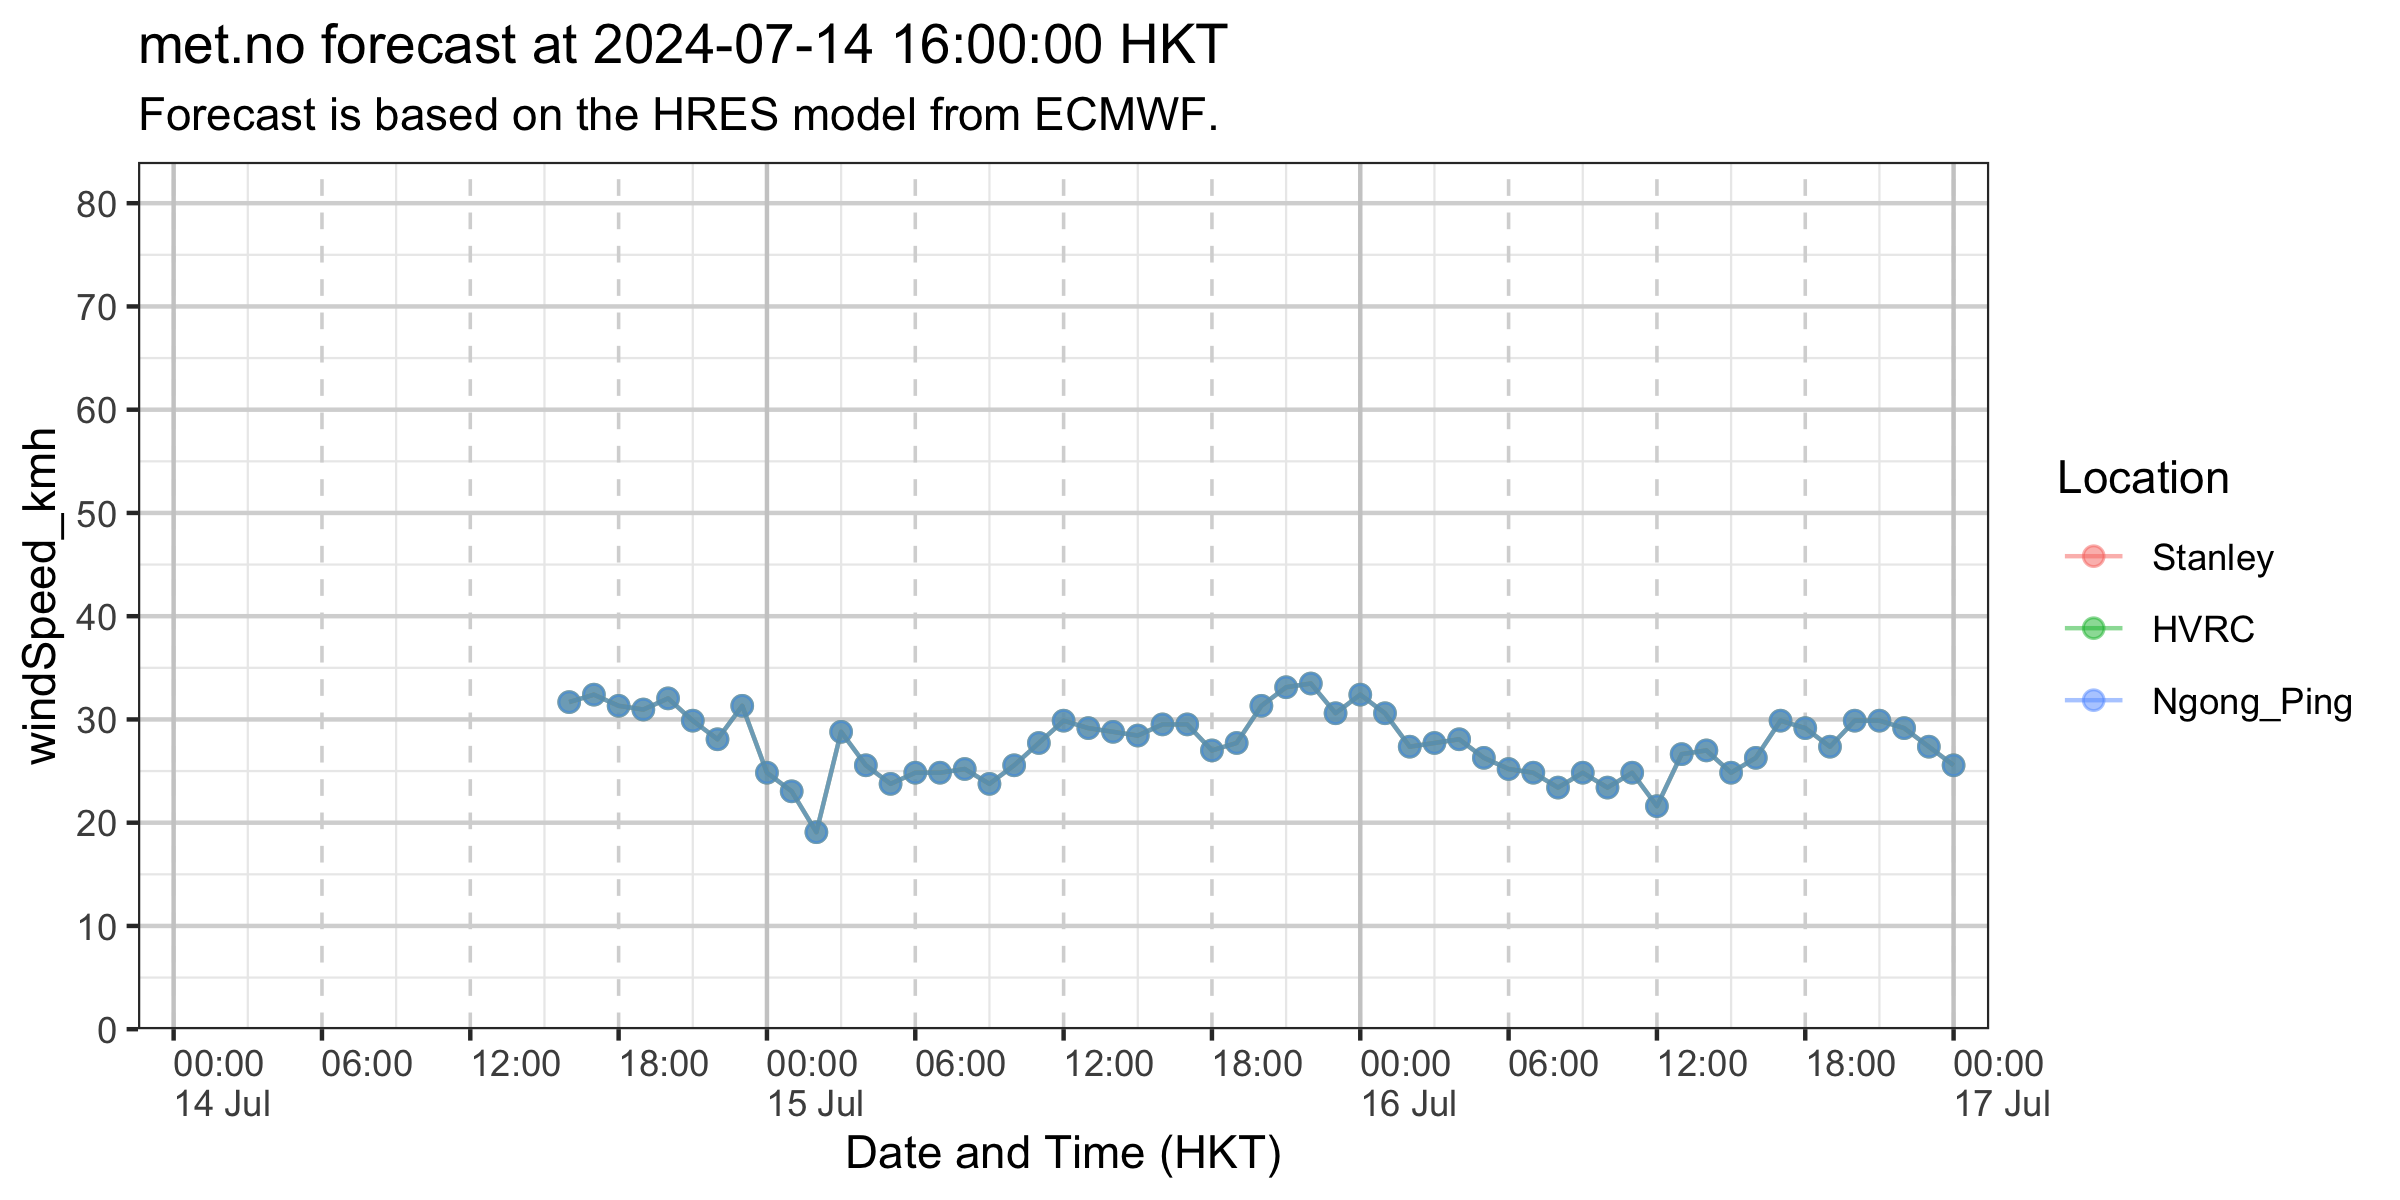 met.no forecast at 2024-07-14 16:00:00 HKT
Forecast is based on the HRES model from ECMWF.
windSpeed_kmh
80
70
60
50
40
30
20
10
0
00:00 06:00 12:00 18:00 00:00 06:00 12:00 18:00 00:00 06:00 12:00 18:00 00:00
14 Jul 15 Jul 16 Jul 17 Jul
Date and Time (HKT)
Location
Stanley
HVRC
Ngong_Ping